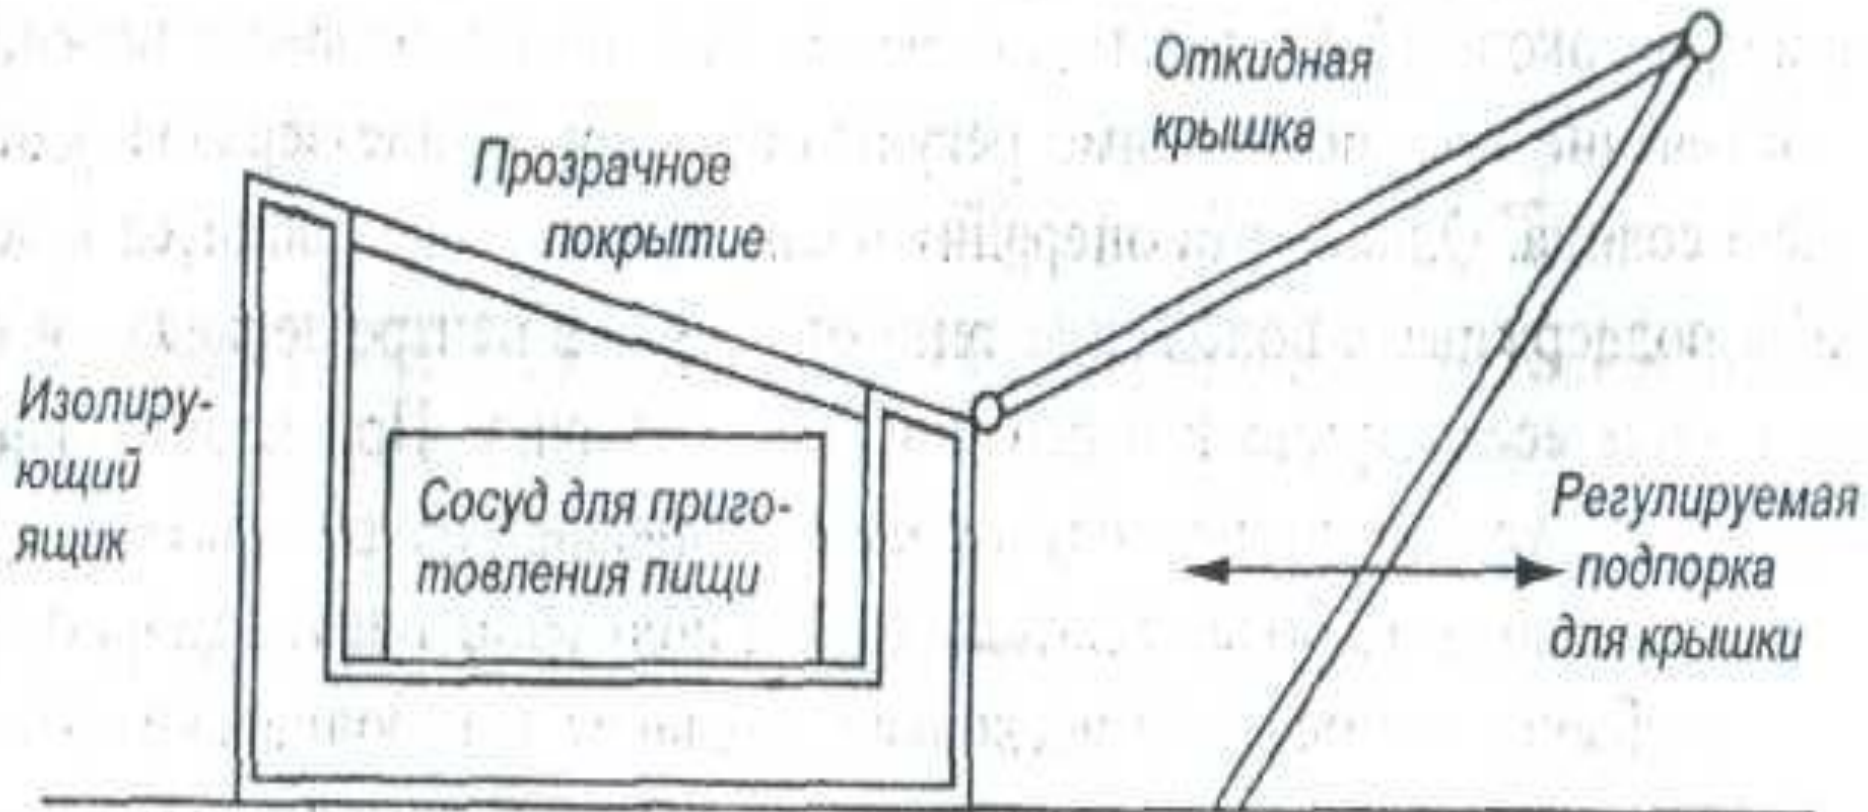 Откидная
крышка
Прозрачное
покрытие
Изолиру-
ющий
ящик
Сосуд для приго-
товления пищи
Регулируемая
подпорка
для крышки